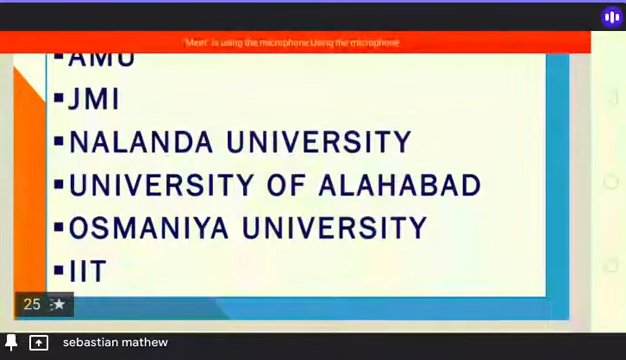 "Meet" is using the microphone.Using the microphone
▪AMU
▪JMI
▪NALANDA UNIVERSITY
▪UNIVERSITY OF ALAHABAD
▪OSMANIYA UNIVERSITY
▪IIT
25
sebastian mathew